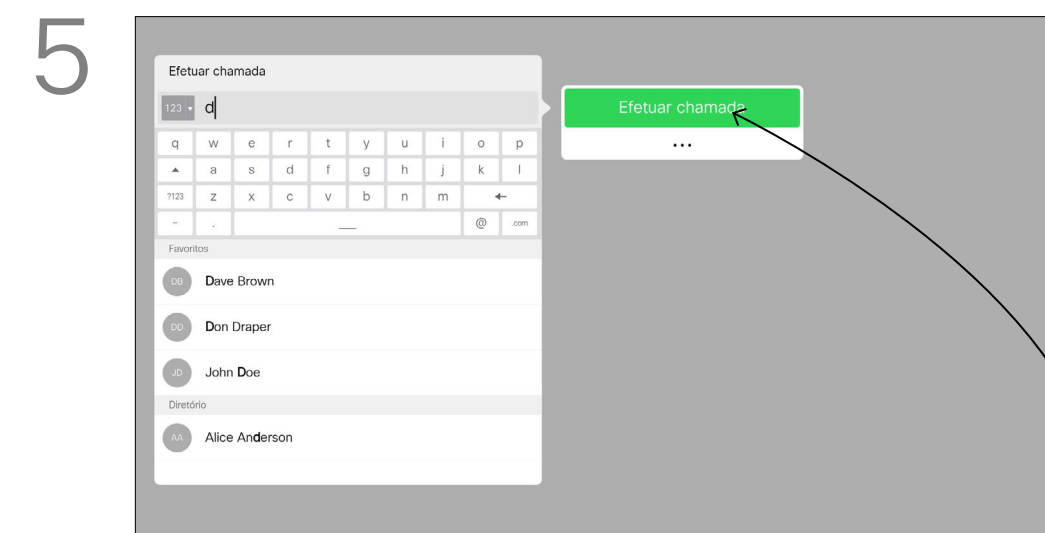 5
Efetuar chamada
123 d
Efetuar chamada
...
q w e r t y u i o p
a s d f g h j k l
?123 z x c v b n m
- . @ .com
Favoritos
DB Dave Brown
DD Don Draper
JD John Doe
Diretório
AA Alice Anderson